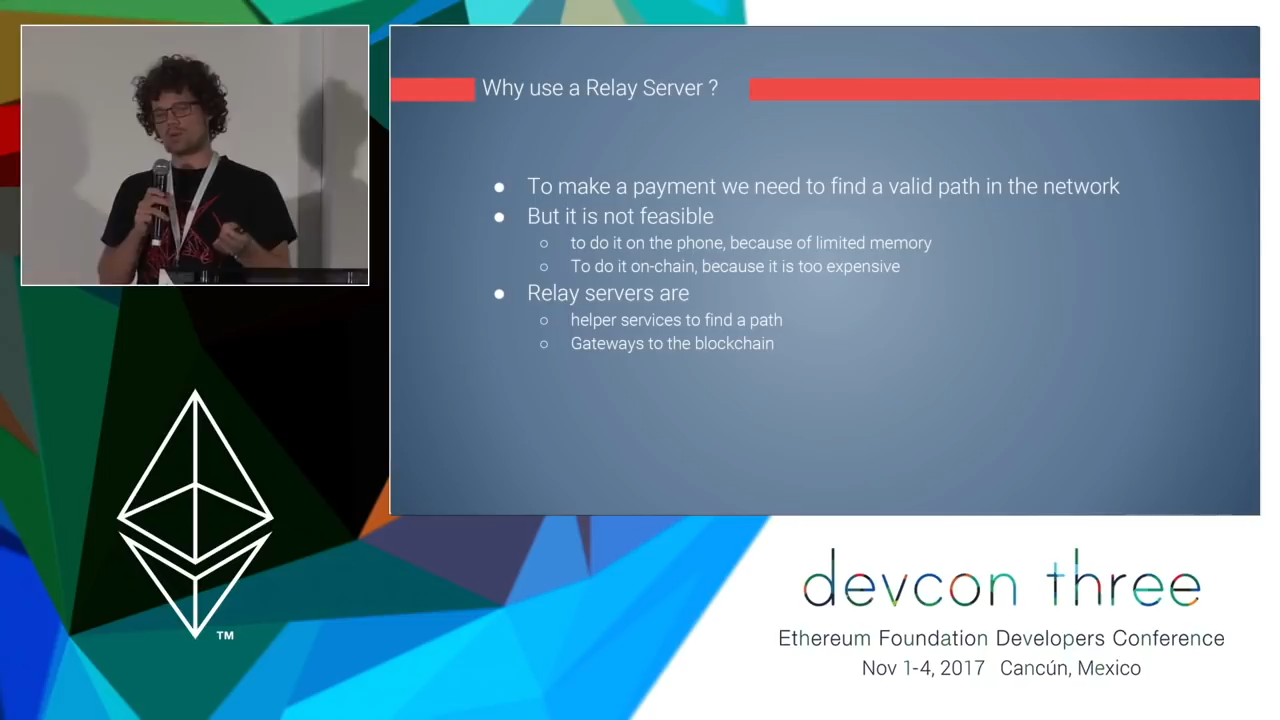 Why use a Relay Server ?
● To make a payment we need to find a valid path in the network
● But it is not feasible
○ to do it on the phone, because of limited memory
○ To do it on-chain, because it is too expensive
● Relay servers are
○ helper services to find a path
○ Gateways to the blockchain
TM
devcon three
Ethereum Foundation Developers Conference
Nov 1-4, 2017 Cancún, Mexico